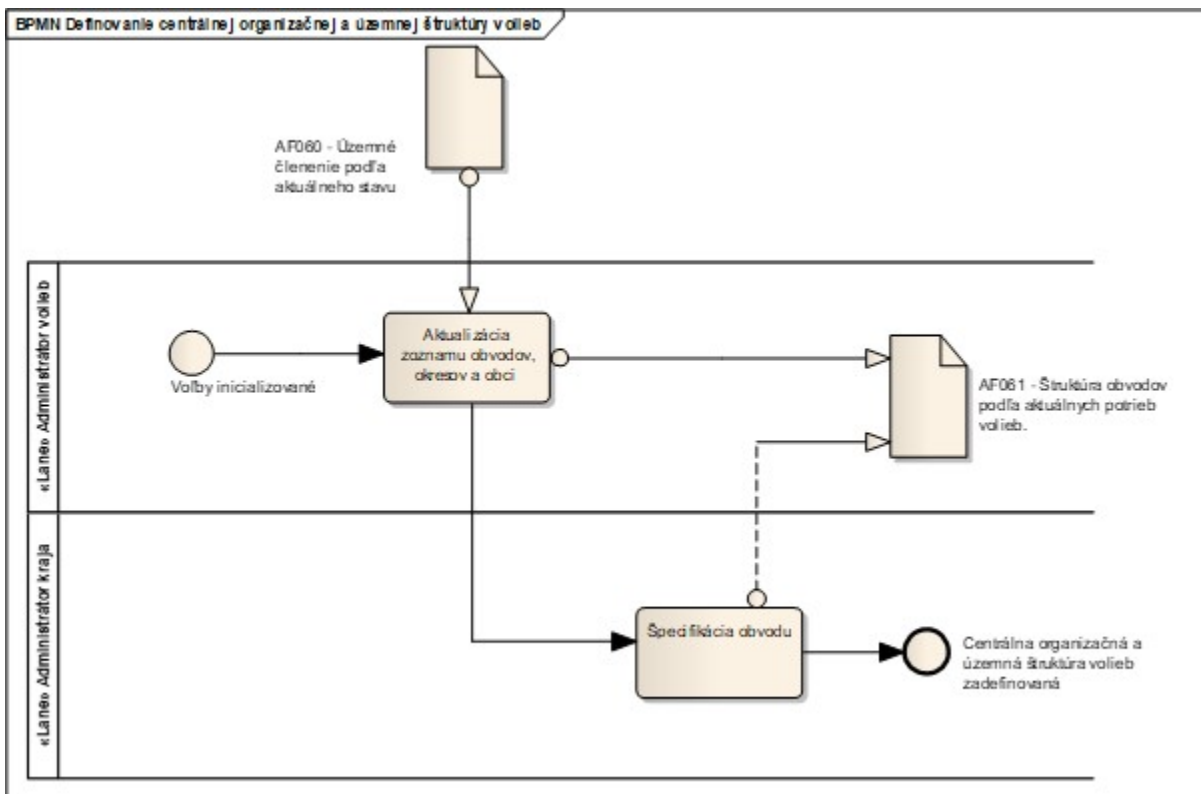 BPMN Definovanie centrálnej organizačnej a územnej štruktúry volieb
AF060 - Územné
členenie podľa
aktuálneho stavu
«Lane» Administrátor volieb
Voľby inicializované
Aktualizácia
zoznamu obvodov,
okresov a obcí
AF061 - Štruktúra obvodov
podľa aktuálnych potrieb
volieb.
«Lane» Administrátor kraja
Špecifikácia obvodu
Centrálna organizačná a
územná štruktúra volieb
zadefinovaná